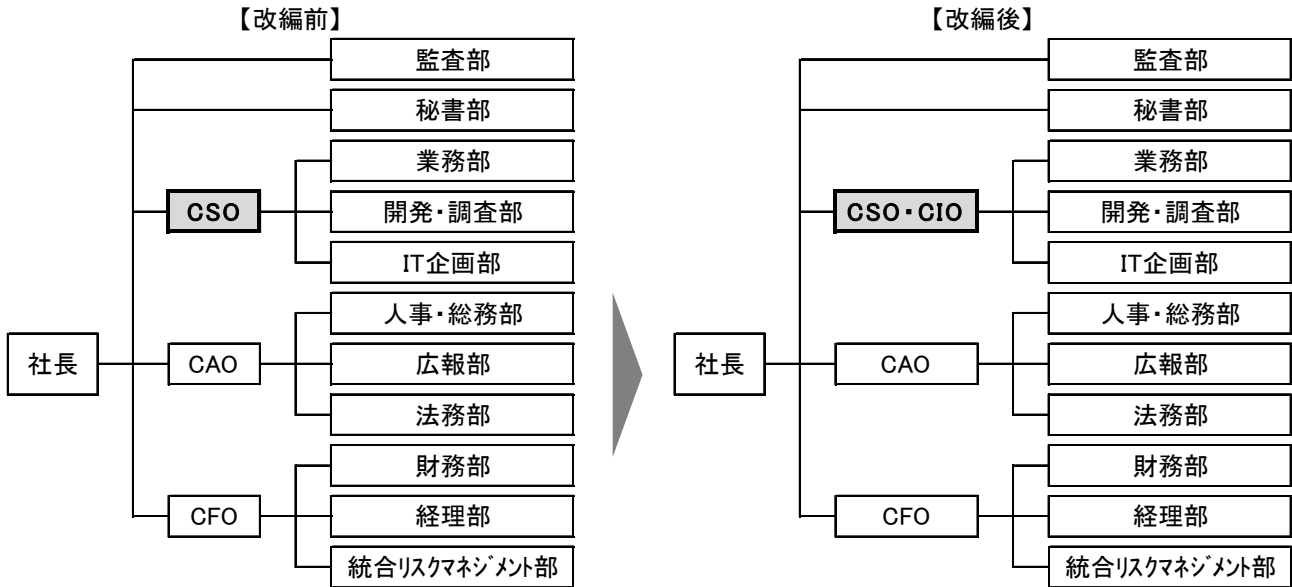 【改編前】
監査部
秘書部
業務部
CSO
開発・調査部
IT企画部
人事・総務部
社長
CAO
広報部
法務部
財務部
CFO
経理部
統合リスクマネジメント部
【改編後】
監査部
秘書部
業務部
CSO・CIO
開発・調査部
IT企画部
人事・総務部
社長
CAO
広報部
法務部
財務部
CFO
経理部
統合リスクマネジメント部